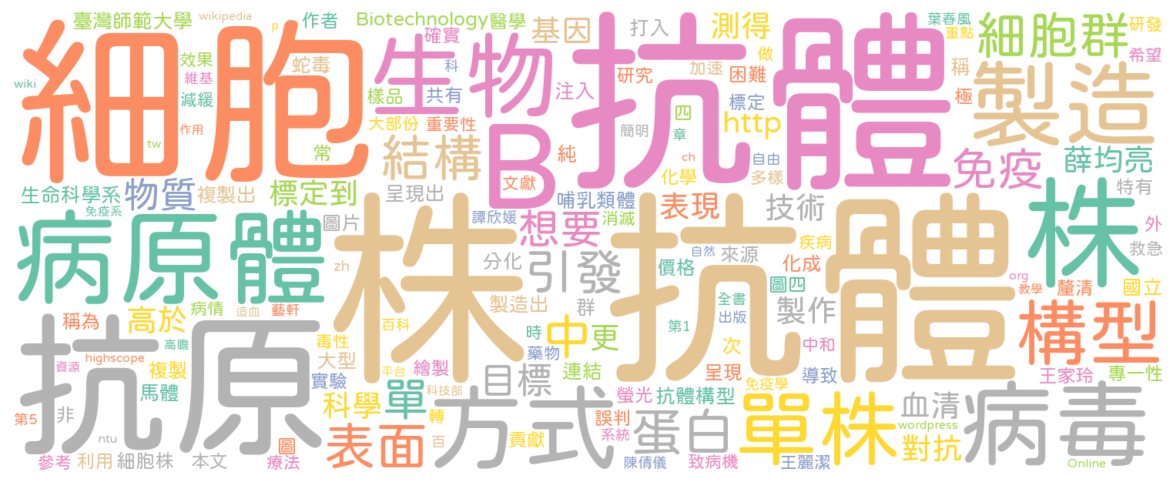 臺灣師範大學 wikipedia 作者 Biotechnology 醫學 基因 打入 測得 葉春風 研發
p 確實 重點 細胞群 希望
細胞 效果 蛇毒 生物 抗體 加速 做 稱
維基 科 研究 困難 製造
wiki 減緩 樣品 共有 注入 標定 極
作用 大部份 重要性 B 四 http
tw 常 結構 簡明 章
純 ch 自由 免疫 薛均亮
生命科學系 物質 複製出 標定到 呈現出 文獻 化學 多樣
免疫系 哺乳類體 表現 技術 特有
病原體 圖片 株抗體 譚欣媛 消滅 株 外
想要 自然 來源 疾病 救急
zh 分化 引發 價格 化成 org
病情 造血 藝軒 製造出 群 全書 圖四 教學 釐清 國立
稱為 高於 百科 第1 出版 製作 構型
抗原 高瞻 毒性 時 中更 次 中和
highscope 大型 藥物
資源 複製 繪製 目標 連結 呈現 導致 王家玲
馬體 實驗 平台 免疫學 專一性
第5 非 科學 單 科技部 方式 螢光 抗體構型 單株 血清 病毒
轉 誤判 wordpress
ntu 圖 表面 百 貢獻 系統 蛋白 對抗
參考 利用 細胞株 本文 療法 陳倩儀 致病機 王麗潔 Online